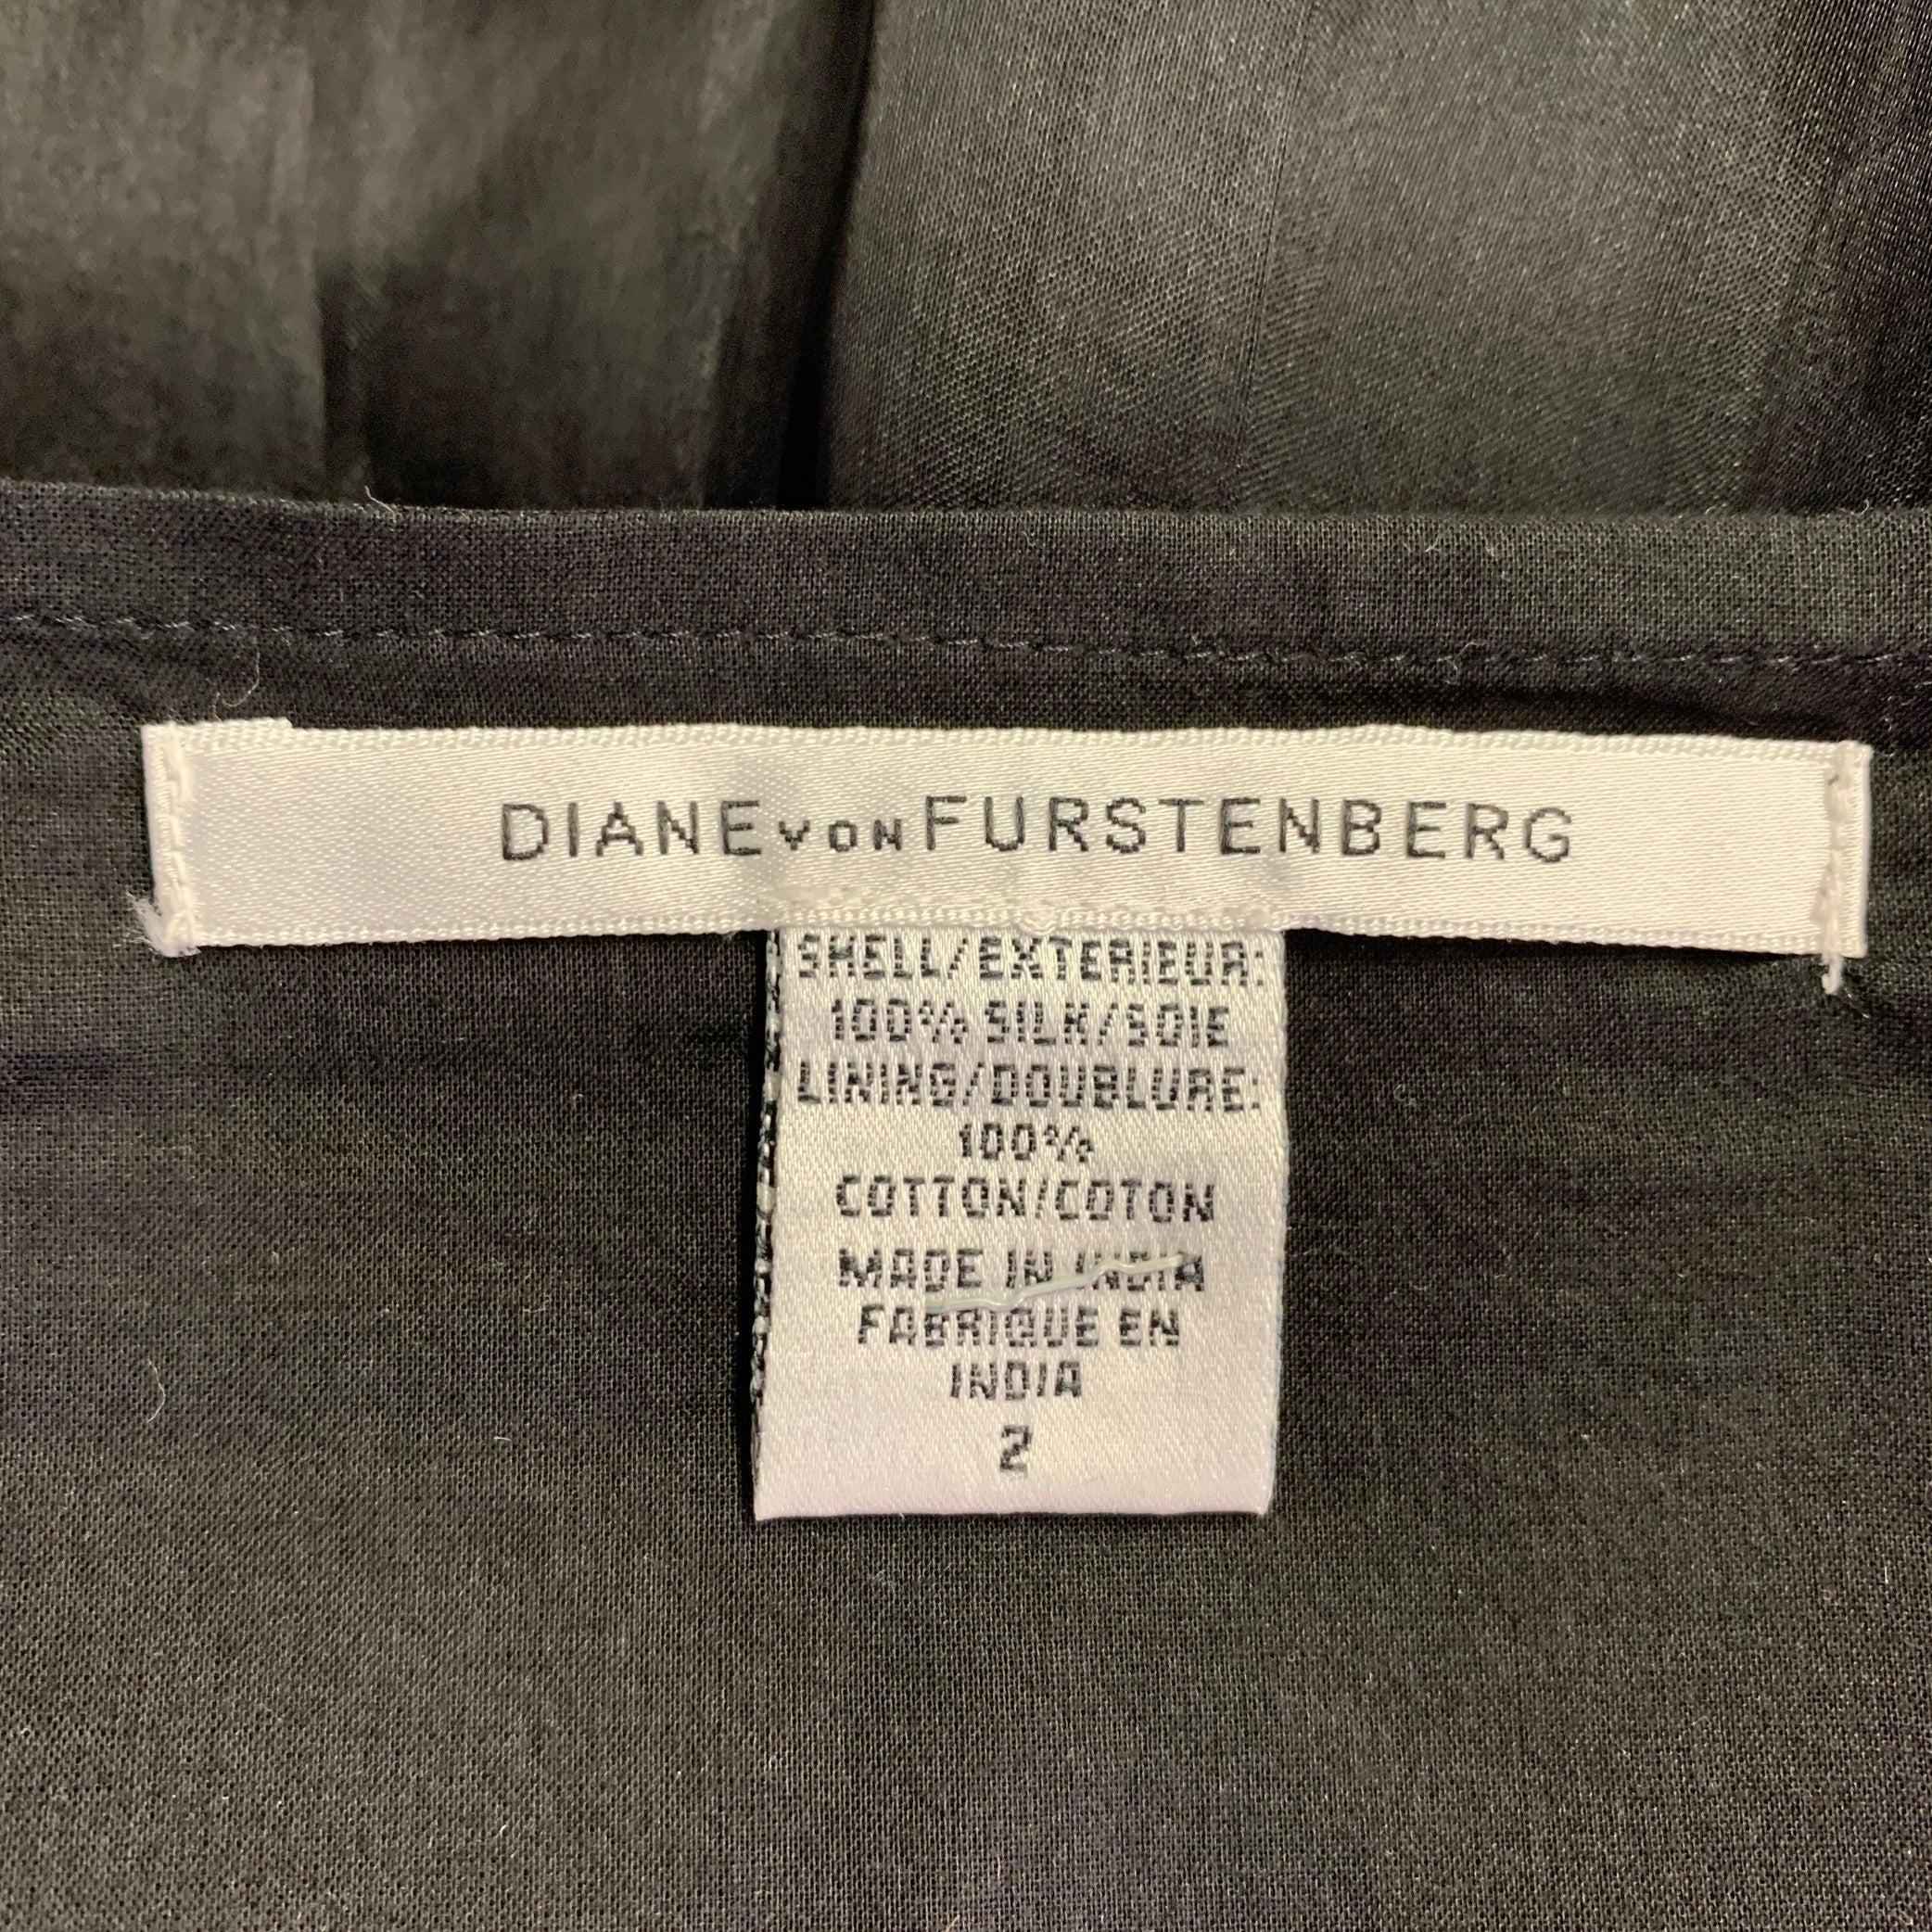 DIANE VON FURSTENBERG
SHELL/EXTERIEUR:
100% SILK/SOIE
LINING/DOUBLURE:
100%
COTTON/COTON
MADE IN INDIA
FABRIQUE EN
INDIA
2